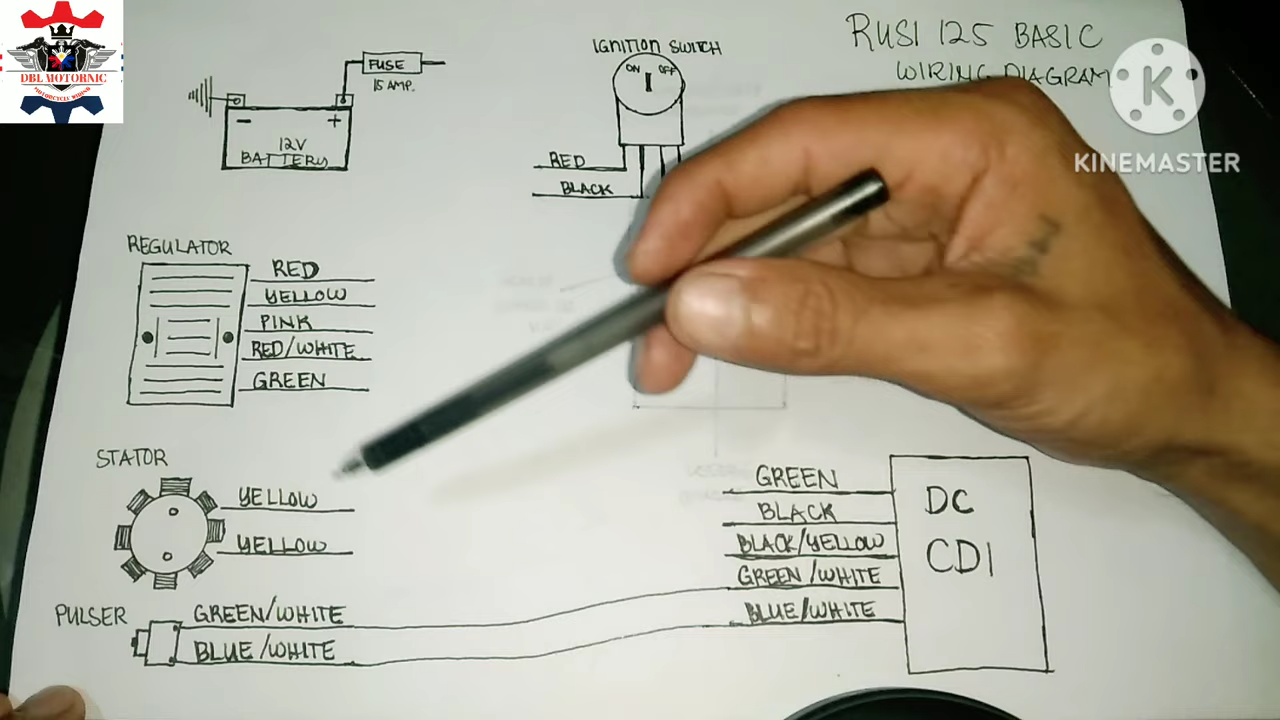 DBL MOTORNIC
MOTORCYCLE WIRING
FUSE
15 AMP.
12V
BATTERY
IGNITION SWITCH
ON OFF
RED
BLACK
RUSI 125 BASIC
WIRING DIAGRAM
K
KINEMASTER
REGULATOR
RED
YELLOW
PINK
RED/WHITE
GREEN
STATOR
YELLOW
YELLOW
PULSER
GREEN/WHITE
BLUE/WHITE
GREEN
BLACK
BLACK/YELLOW
GREEN/WHITE
BLUE/WHITE
DC
CDI